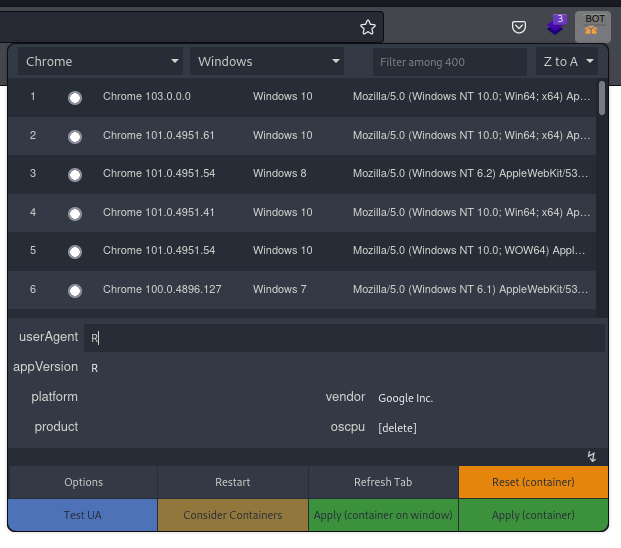 3
BOT
Chrome Windows Filter among 400 Z to A
1 Chrome 103.0.0.0 Windows 10 Mozilla/5.0 (Windows NT 10.0; Win64; x64) Ap...
2 Chrome 101.0.4951.61 Windows 10 Mozilla/5.0 (Windows NT 10.0; Win64; x64) Ap...
3 Chrome 101.0.4951.54 Windows 8 Mozilla/5.0 (Windows NT 6.2) AppleWebKit/53...
4 Chrome 101.0.4951.41 Windows 10 Mozilla/5.0 (Windows NT 10.0; Win64; x64) Ap...
5 Chrome 101.0.4951.54 Windows 10 Mozilla/5.0 (Windows NT 10.0; WOW64) Appl...
6 Chrome 100.0.4896.127 Windows 7 Mozilla/5.0 (Windows NT 6.1) AppleWebKit/53...
userAgent R
appVersion R
platform vendor Google Inc.
product oscpu [delete]
↯
Options Restart Refresh Tab Reset (container)
Test UA Consider Containers Apply (container on window) Apply (container)